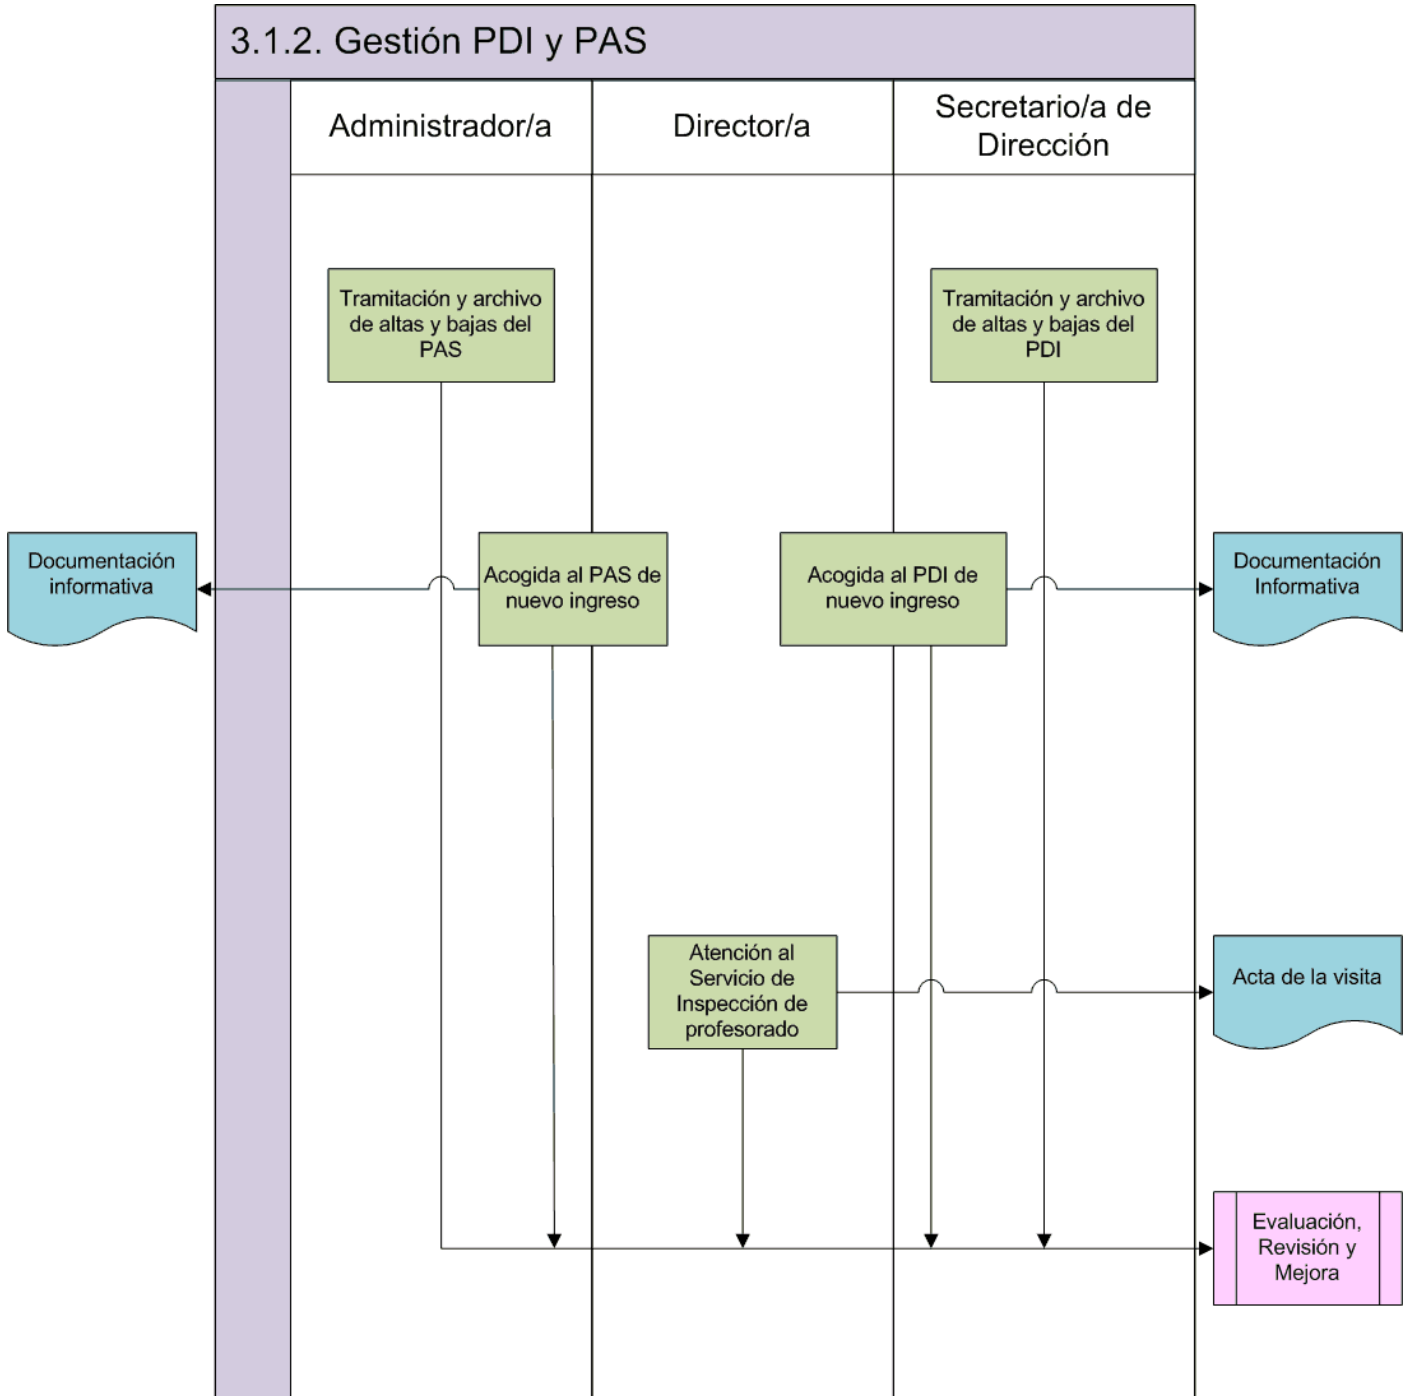 3.1.2. Gestión PDI y PAS
Administrador/a
Director/a
Secretario/a de
Dirección
Tramitación y archivo
de altas y bajas del
PAS
Tramitación y archivo
de altas y bajas del
PDI
Documentación
informativa
Acogida al PAS de
nuevo ingreso
Acogida al PDI de
nuevo ingreso
Documentación
Informativa
Atención al
Servicio de
Inspección de
profesorado
Acta de la visita
Evaluación,
Revisión y
Mejora